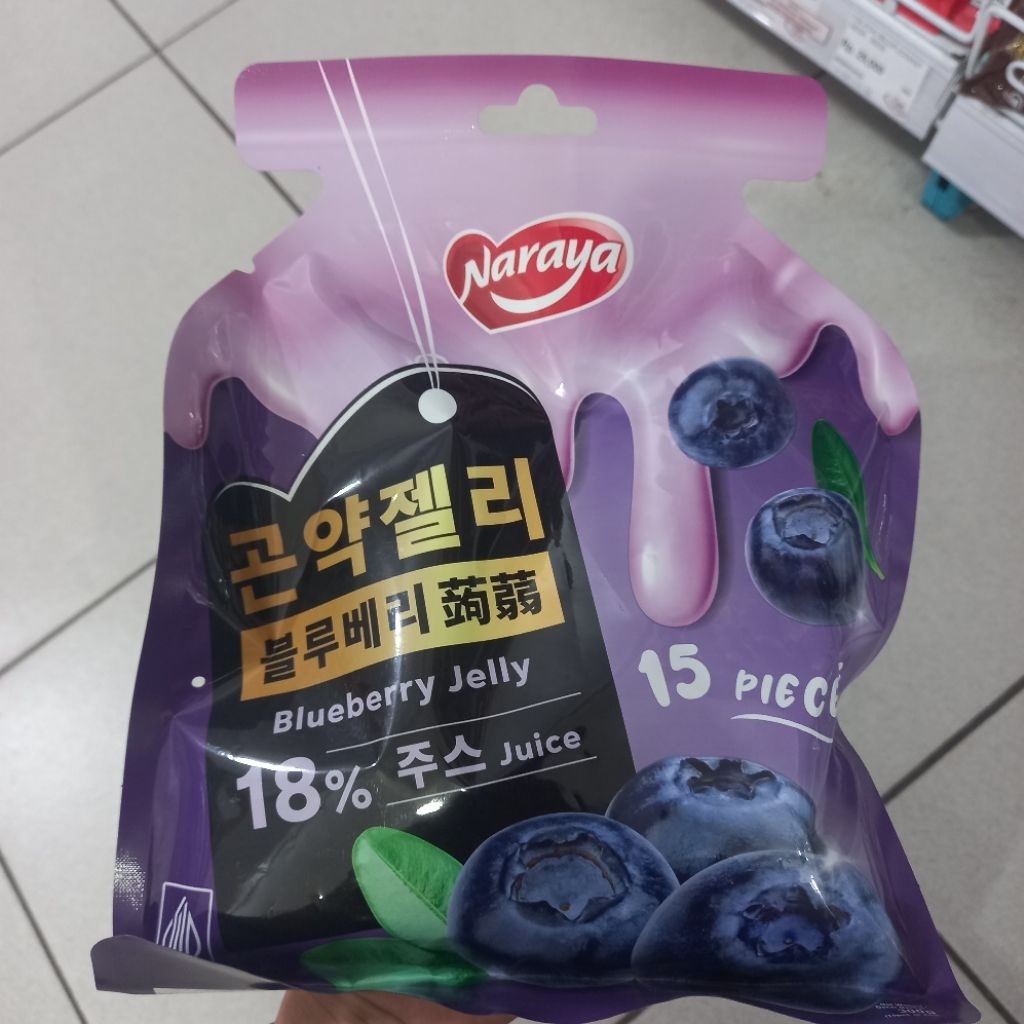 Naraya
곤약젤리
블루베리 蒟蒻
Blueberry Jelly
18% 주스 Juice
15 PIECE